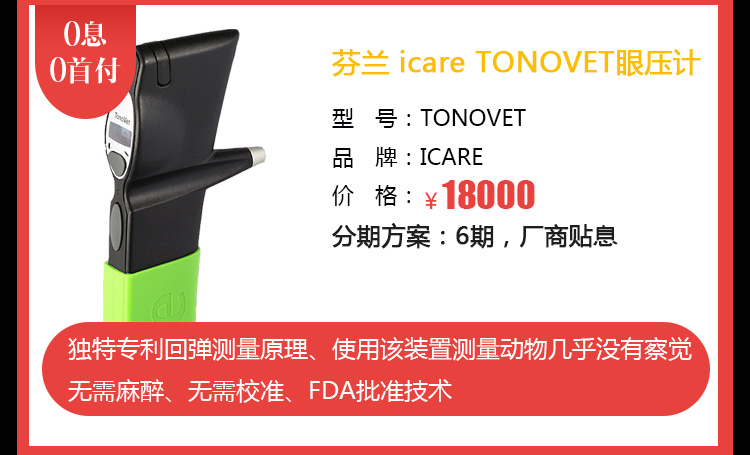 0息
0首付
TonoVet
芬兰 icare TONOVET眼压计
型 号：TONOVET
品 牌：ICARE
价 格：￥18000
分期方案：6期，厂商贴息
独特专利回弹测量原理、使用该装置测量动物几乎没有察觉
无需麻醉、无需校准、FDA批准技术